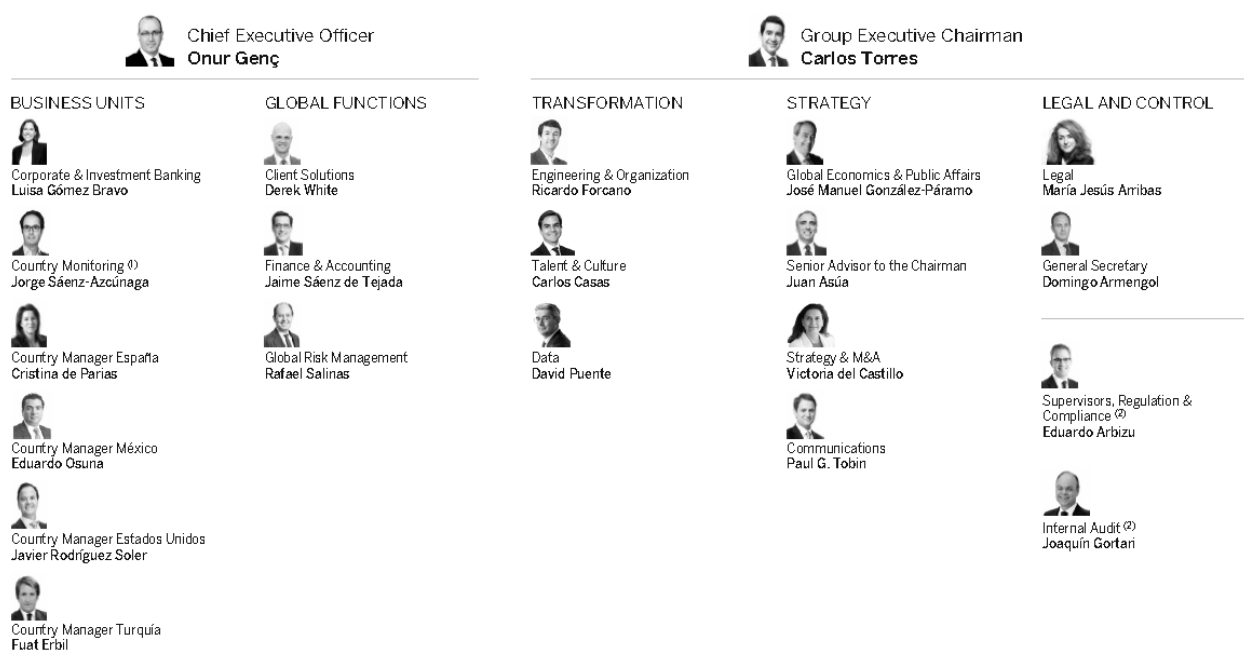 Chief Executive Officer
Onur Genç
Group Executive Chairman
Carlos Torres
BUSINESS UNITS
Corporate & Investment Banking
Luisa Gómez Bravo
Country Monitoring (1)
Jorge Sáenz-Azcúnaga
Country Manager España
Cristina de Parias
Country Manager México
Eduardo Osuna
Country Manager Estados Unidos
Javier Rodríguez Soler
Country Manager Turquía
Fuat Erbil
GLOBAL FUNCTIONS
Client Solutions
Derek White
Finance & Accounting
Jaime Sáenz de Tejada
Global Risk Management
Rafael Salinas
TRANSFORMATION
Engineering & Organization
Ricardo Forcano
Talent & Culture
Carlos Casas
Data
David Puente
STRATEGY
Global Economics & Public Affairs
José Manuel González-Páramo
Senior Advisor to the Chairman
Juan Asúa
Strategy & M&A
Victoria del Castillo
Communications
Paul G. Tobin
LEGAL AND CONTROL
Legal
María Jesús Arribas
General Secretary
Domingo Armengol
Supervisors, Regulation &
Compliance (2)
Eduardo Arbizu
Internal Audit (2)
Joaquín Gortari